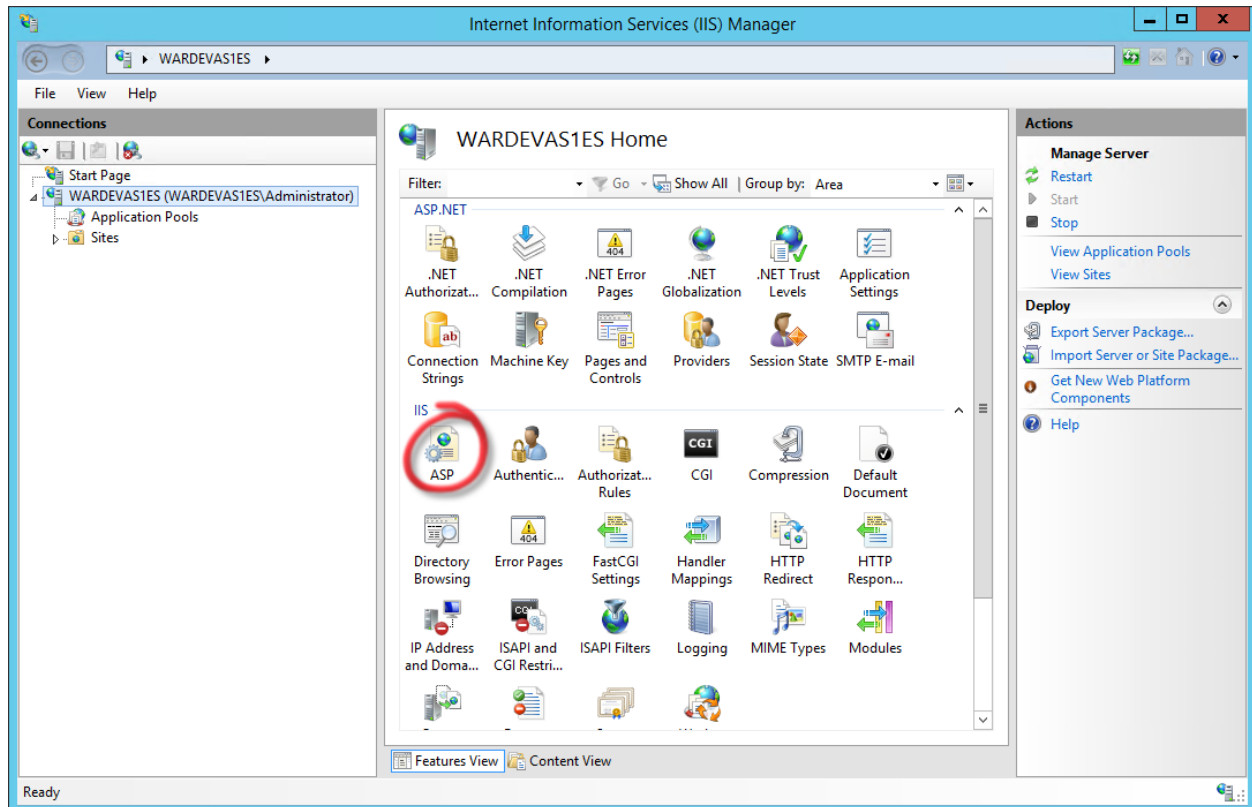 Internet Information Services (IIS) Manager
WARDEVAS1ES
File View Help
Connections
Start Page
WARDEVAS1ES (WARDEVAS1ES\Administrator)
Application Pools
Sites
WARDEVAS1ES Home
Filter: Go Show All Group by: Area
ASP.NET
.NET Authorizat...
.NET Compilation
.NET Error Pages
.NET Globalization
.NET Trust Levels
Application Settings
Connection Strings
Machine Key
Pages and Controls
Providers
Session State
SMTP E-mail
IIS
ASP
Authentic...
Authorizat... Rules
CGI
Compression
Default Document
Directory Browsing
Error Pages
FastCGI Settings
Handler Mappings
HTTP Redirect
HTTP Respon...
IP Address and Doma...
ISAPI and CGI Restri...
ISAPI Filters
Logging
MIME Types
Modules
Features View
Content View
Actions
Manage Server
Restart
Start
Stop
View Application Pools
View Sites
Deploy
Export Server Package...
Import Server or Site Package...
Get New Web Platform
Components
Help
Ready